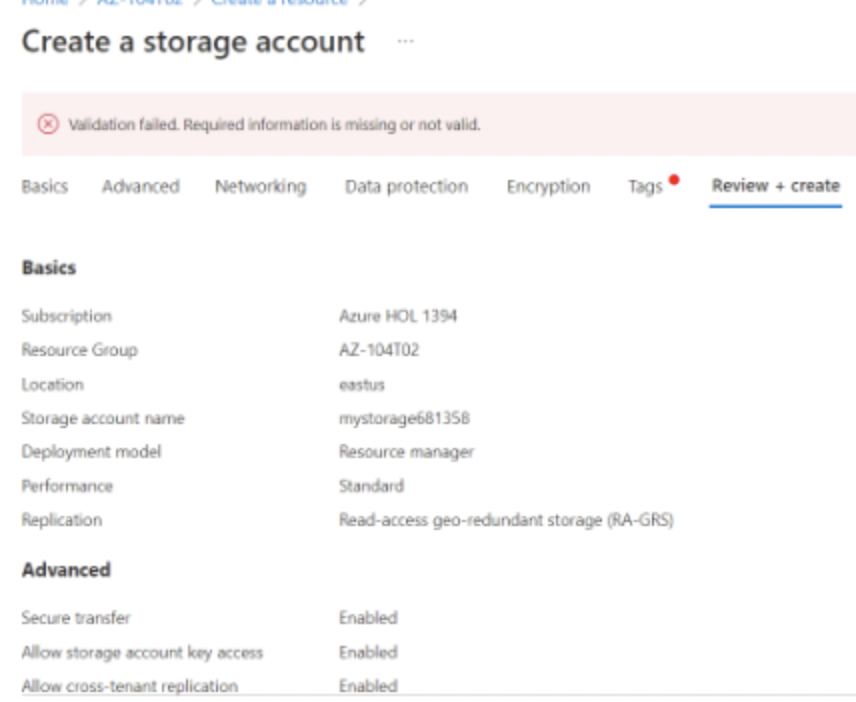 Home > AZ-104T02 > Create a resource >
Create a storage account ...
Validation failed. Required information is missing or not valid.
Basics Advanced Networking Data protection Encryption Tags Review + create
Basics
Subscription Azure HOL 1394
Resource Group AZ-104T02
Location eastus
Storage account name mystorage681358
Deployment model Resource manager
Performance Standard
Replication Read-access geo-redundant storage (RA-GRS)
Advanced
Secure transfer Enabled
Allow storage account key access Enabled
Allow cross-tenant replication Enabled